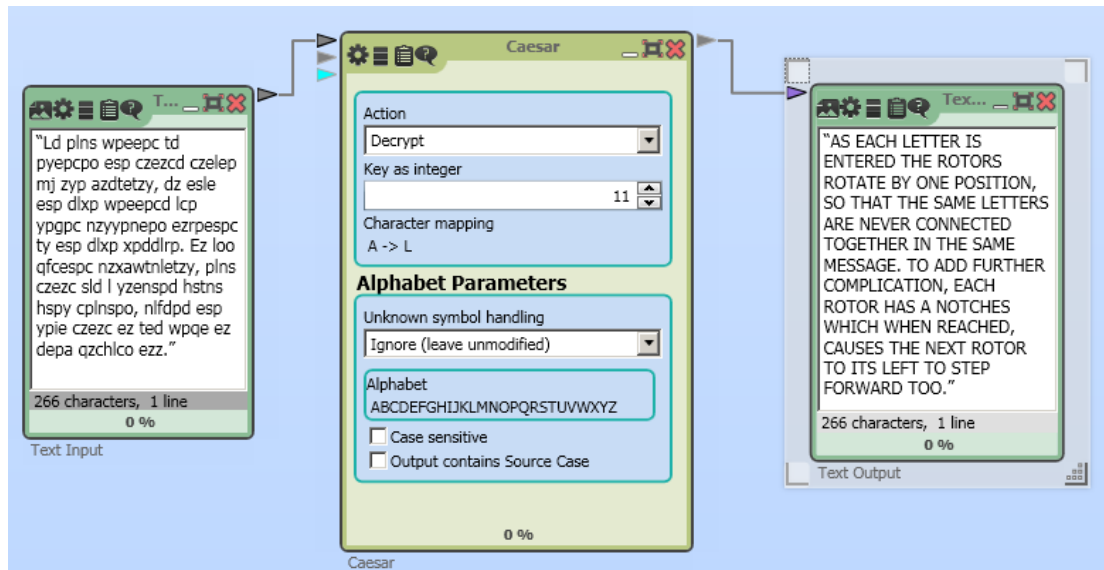 T...
“Ld plns wpeepc td
pyepcpo esp czezcd czelep
mj zyp azdtetzy, dz esle
esp dlxp wpeepcd lcp
ypgpc nzyypnepo ezrpespc
ty esp dlxp xpddlrp. Ez loo
qfcespc nzxawtnletzy, plns
czezc sld l yzenspd hstns
hspy cplnspo, nlfdpd esp
ypie czezc ez ted wpqe ez
depa qzchlco ezz.”
266 characters, 1 line
0 %
Text Input
Caesar
Action
Decrypt
Key as integer
11
Character mapping
A -> L
Alphabet Parameters
Unknown symbol handling
Ignore (leave unmodified)
Alphabet
ABCDEFGHIJKLMNOPQRSTUVWXYZ
Case sensitive
Output contains Source Case
0 %
Caesar
Tex...
“AS EACH LETTER IS
ENTERED THE ROTORS
ROTATE BY ONE POSITION,
SO THAT THE SAME LETTERS
ARE NEVER CONNECTED
TOGETHER IN THE SAME
MESSAGE. TO ADD FURTHER
COMPLICATION, EACH
ROTOR HAS A NOTCHES
WHICH WHEN REACHED,
CAUSES THE NEXT ROTOR
TO ITS LEFT TO STEP
FORWARD TOO.”
266 characters, 1 line
0 %
Text Output